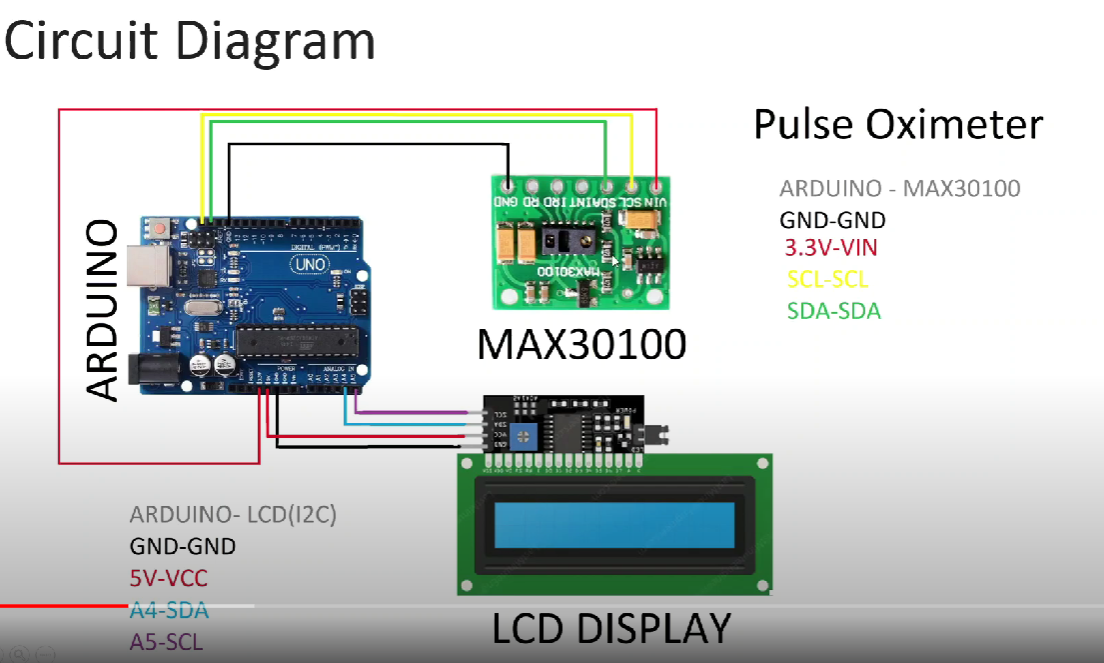 Circuit Diagram
Pulse Oximeter
ARDUINO - MAX30100
GND-GND
3.3V-VIN
SCL-SCL
SDA-SDA
GND RD IRD INT SDA SCL VIN
MAX30100
ARDUINO
UNO
POWER
ANALOG IN
MAX30100
SCL
SDA
VCC
GND
POWER
LED
ARDUINO- LCD(I2C)
GND-GND
5V-VCC
A4-SDA
A5-SCL
LCD DISPLAY